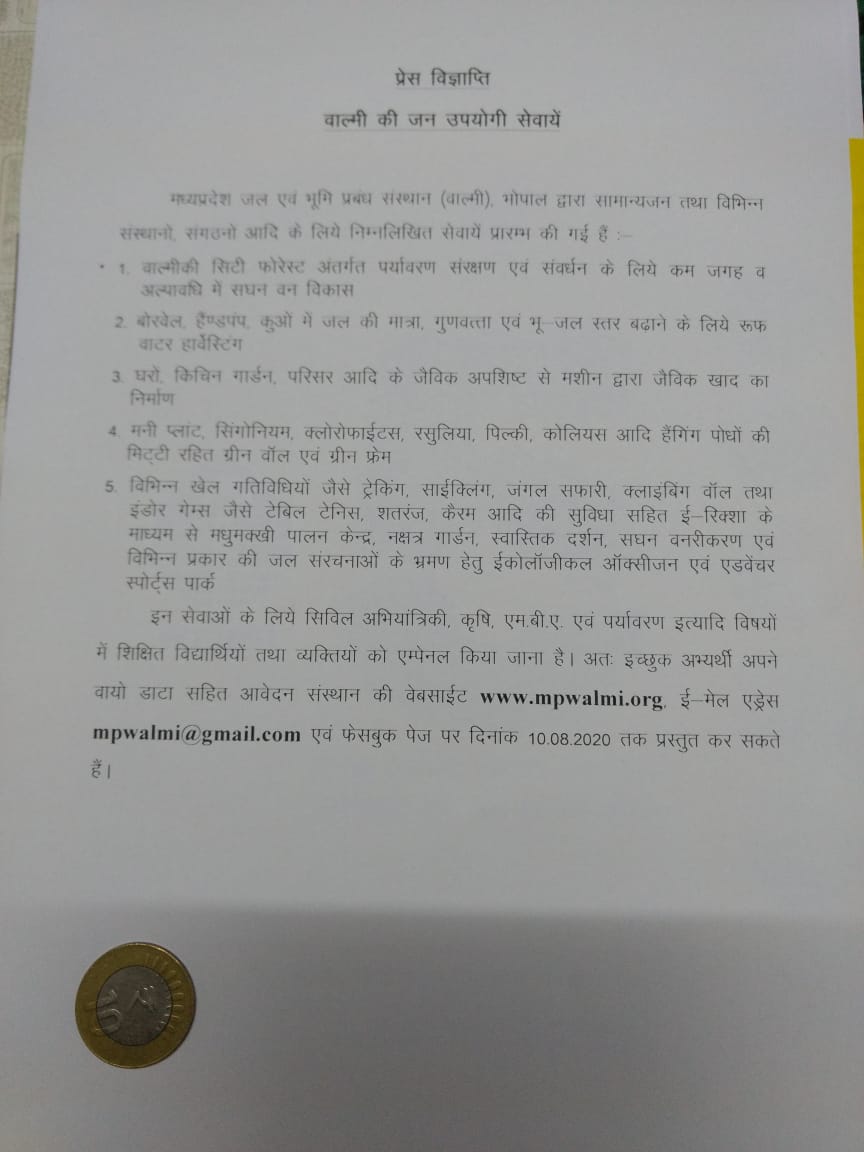 प्रेस विज्ञाप्ति
वाल्मी की जन उपयोगी सेवायें
मध्यप्रदेश जल एवं भूमि प्रबंध संस्थान (वाल्मी), भोपाल द्वारा सामान्यजन तथा विभिन्न
संस्थानो, संगठनो आदि के लिये निम्नलिखित सेवायें प्रारम्भ की गई हैं :–
1. वाल्मीकी सिटी फोरेस्ट अंतर्गत पर्यावरण संरक्षण एवं संवर्धन के लिये कम जगह व
अल्पावधि में सघन वन विकास
2. बोरवेल, हैण्डपंप, कुओं में जल की मात्रा, गुणवत्ता एवं भू–जल स्तर बढ़ाने के लिये रूफ
वाटर हार्वेस्टिंग
3. घरो, किचिन गार्डन, परिसर आदि के जैविक अपशिष्ट से मशीन द्वारा जैविक खाद का
निर्माण
4. मनी प्लांट, सिंगोनियम, क्लोरोफाईटस, रसुलिया, पिल्की, कोलियस आदि हैंगिंग पोधों की
मिट्टी रहित ग्रीन वॉल एवं ग्रीन फ्रेम
5. विभिन्न खेल गतिविधियों जैसे ट्रेकिंग, साईक्लिंग, जंगल सफारी, क्लाइंबिंग वॉल तथा
इंडोर गेम्स जैसे टेबिल टेनिस, शतरंज, कैरम आदि की सुविधा सहित ई–रिक्शा के
माध्यम से मधुमक्खी पालन केन्द्र, नक्षत्र गार्डन, स्वास्तिक दर्शन, सघन वनरीकरण एवं
विभिन्न प्रकार की जल संरचनाओं के भ्रमण हेतु ईकोलॉजीकल ऑक्सीजन एवं एडवेंचर
स्पोर्ट्स पार्क
इन सेवाओं के लिये सिविल अभियांत्रिकी, कृषि, एम.बी.ए. एवं पर्यावरण इत्यादि विषयों
में शिक्षित विद्यार्थियों तथा व्यक्तियों को एम्पेनल किया जाना है। अतः इच्छुक अभ्यर्थी अपने
वायो डाटा सहित आवेदन संस्थान की वेबसाईट www.mpwalmi.org, ई–मेल एड्रेस
mpwalmi@gmail.com एवं फेसबुक पेज पर दिनांक 10.08.2020 तक प्रस्तुत कर सकते
हैं।
10